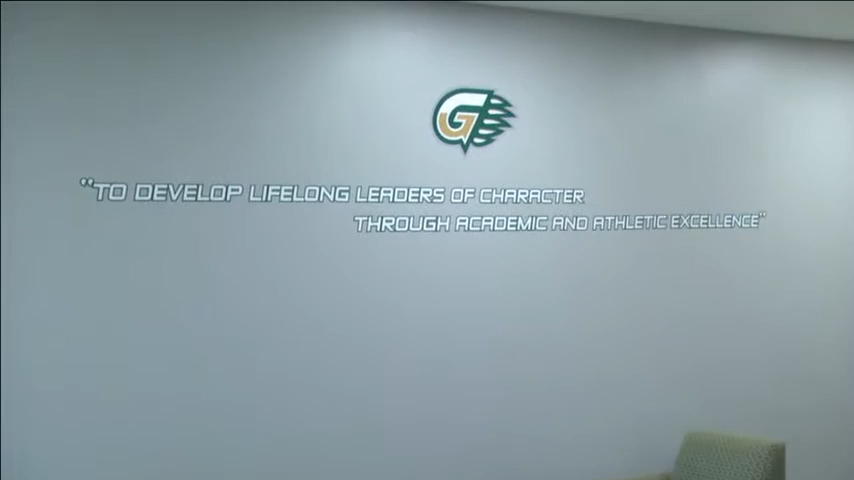 G
"TO DEVELOP LIFELONG LEADERS OF CHARACTER
THROUGH ACADEMIC AND ATHLETIC EXCELLENCE"